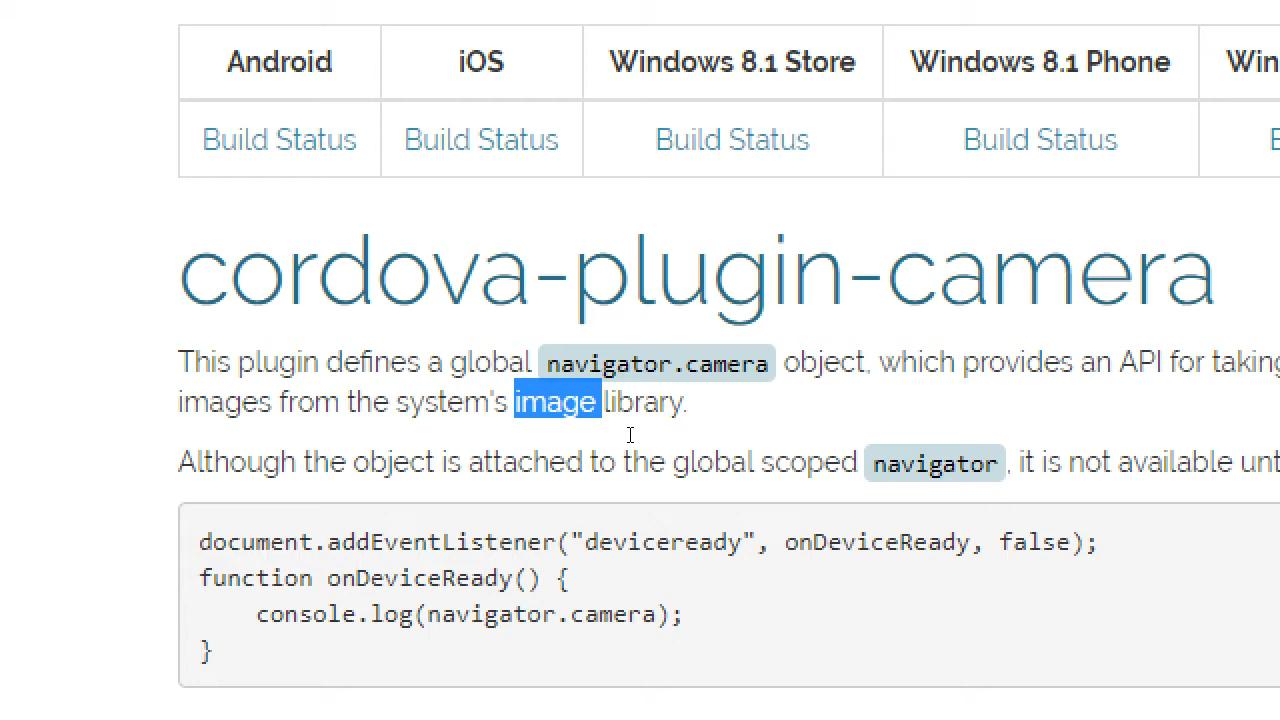 Android iOS Windows 8.1 Store Windows 8.1 Phone Win
Build Status Build Status Build Status Build Status
cordova-plugin-camera
This plugin defines a global navigator.camera object, which provides an API for taking
images from the system's image library.
Although the object is attached to the global scoped navigator, it is not available unt
document.addEventListener("deviceready", onDeviceReady, false);
function onDeviceReady() {
    console.log(navigator.camera);
}